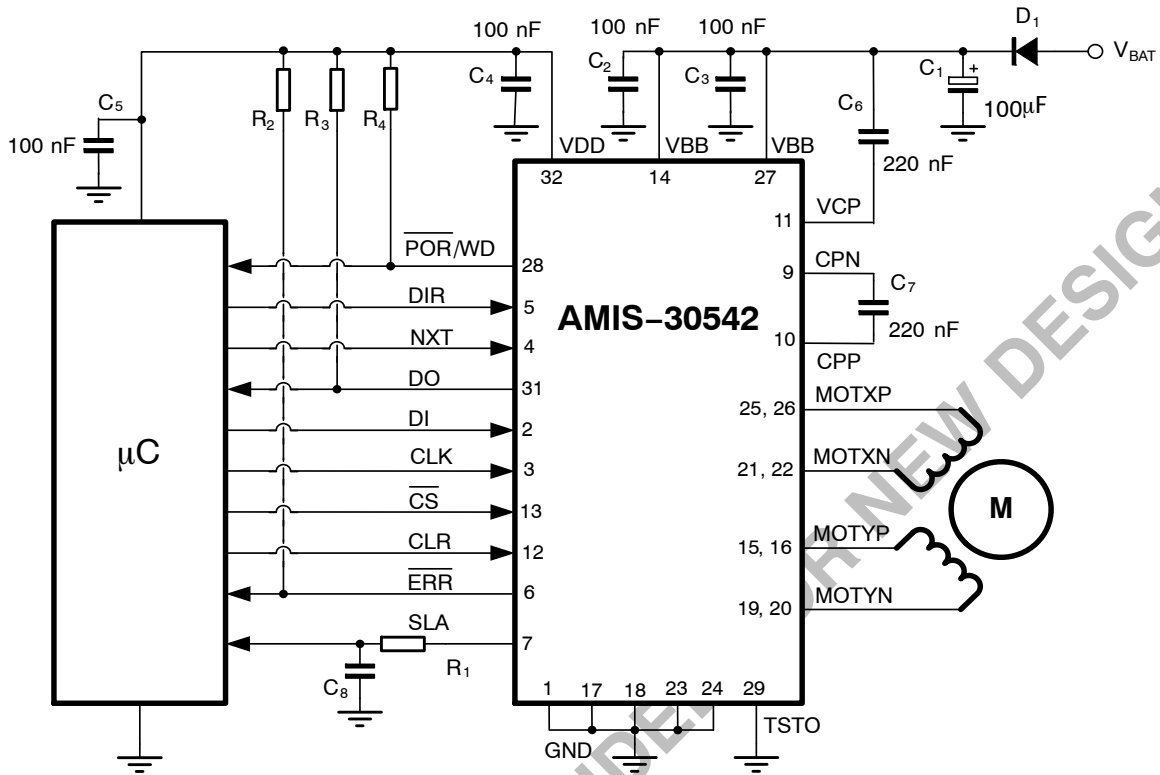 100 nF
100 nF
100 nF
D1
VBAT
C4
C2
C3
C1
+
100μF
C5
100 nF
R2
R3
R4
C6
220 nF
VDD
VBB
VBB
32
14
27
11
VCP
POR/WD
28
9
CPN
DIR
5
C7
220 nF
AMIS–30542
NXT
4
10
CPP
DO
31
25, 26
MOTXP
DI
2
μC
CLK
3
21, 22
MOTXN
CS
13
M
CLR
12
15, 16
MOTYP
ERR
6
19, 20
MOTYN
SLA
7
R1
C8
1
17
18
23
24
29
GND
TSTO
OR NEW DESIG